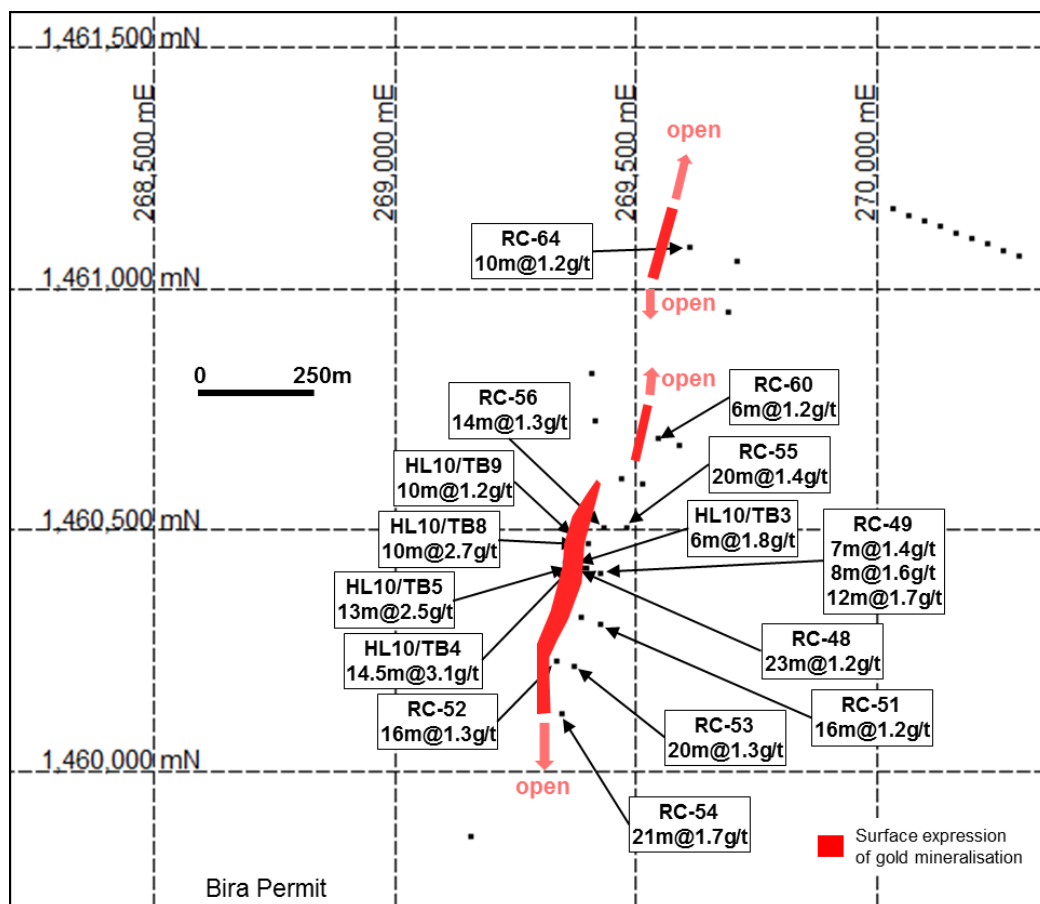 1,461,500 mN
268,500 mE
269,000 mE
269,500 mE
270,000 mE
open
RC-64
10m@1.2g/t
1,461,000 mN
open
0 250m
open
RC-60
6m@1.2g/t
RC-56
14m@1.3g/t
RC-55
20m@1.4g/t
HL10/TB9
10m@1.2g/t
1,460,500 mN
HL10/TB3
6m@1.8g/t
RC-49
7m@1.4g/t
8m@1.6g/t
12m@1.7g/t
HL10/TB8
10m@2.7g/t
HL10/TB5
13m@2.5g/t
HL10/TB4
14.5m@3.1g/t
RC-48
23m@1.2g/t
RC-52
16m@1.3g/t
RC-51
16m@1.2g/t
RC-53
20m@1.3g/t
1,460,000 mN
open
RC-54
21m@1.7g/t
Surface expression
of gold mineralisation
Bira Permit